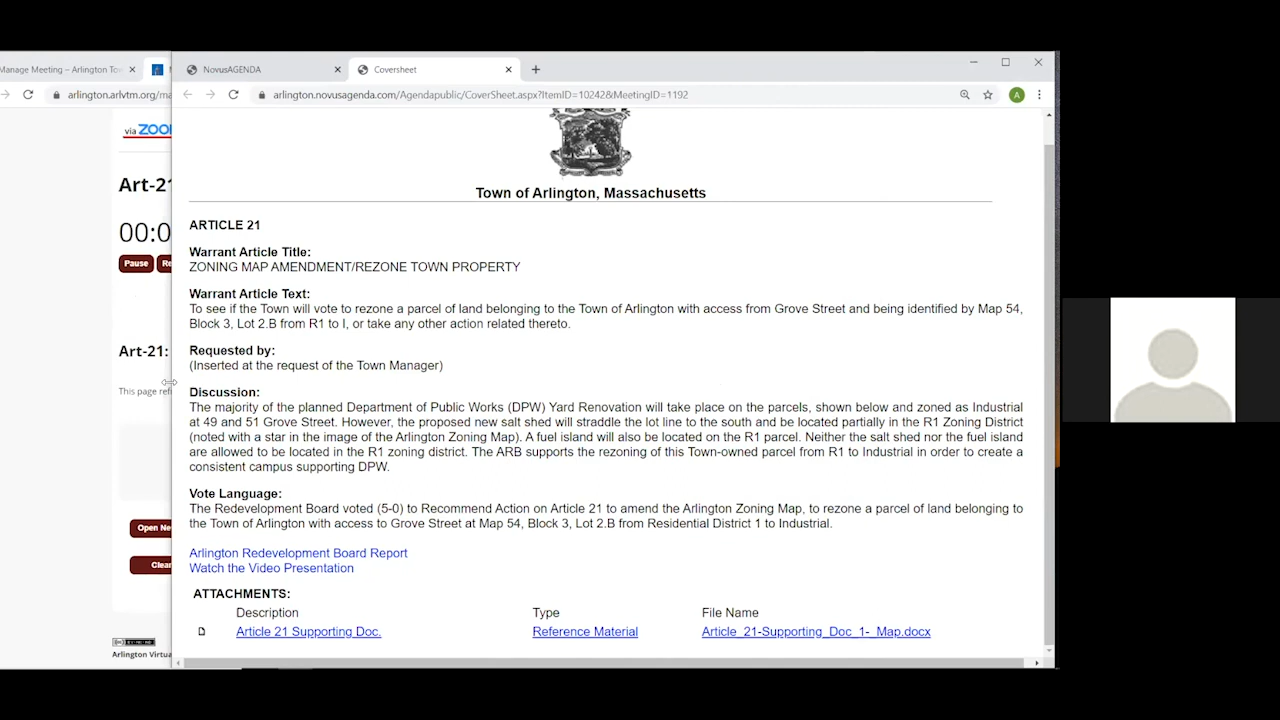 Manage Meeting – Arlington To
NovusAGENDA
Coversheet
arlington.arlvtm.org/ma
arlington.novusagenda.com/Agendapublic/CoverSheet.aspx?ItemID=10242&MeetingID=1192
A
via ZOO
Town of Arlington, Massachusetts
Art-21
00:0
Pause
Re
ARTICLE 21
Warrant Article Title:
ZONING MAP AMENDMENT/REZONE TOWN PROPERTY
Warrant Article Text:
To see if the Town will vote to rezone a parcel of land belonging to the Town of Arlington with access from Grove Street and being identified by Map 54,
Block 3, Lot 2.B from R1 to I, or take any other action related thereto.
Requested by:
(Inserted at the request of the Town Manager)
Art-21:
This page refr
Discussion:
The majority of the planned Department of Public Works (DPW) Yard Renovation will take place on the parcels, shown below and zoned as Industrial
at 49 and 51 Grove Street. However, the proposed new salt shed will straddle the lot line to the south and be located partially in the R1 Zoning District
(noted with a star in the image of the Arlington Zoning Map). A fuel island will also be located on the R1 parcel. Neither the salt shed nor the fuel island
are allowed to be located in the R1 zoning district. The ARB supports the rezoning of this Town-owned parcel from R1 to Industrial in order to create a
consistent campus supporting DPW.
Vote Language:
The Redevelopment Board voted (5-0) to Recommend Action on Article 21 to amend the Arlington Zoning Map, to rezone a parcel of land belonging to
the Town of Arlington with access to Grove Street at Map 54, Block 3, Lot 2.B from Residential District 1 to Industrial.
Open Ne
Clear
Arlington Redevelopment Board Report
Watch the Video Presentation
ATTACHMENTS:
Description Type File Name
Article 21 Supporting Doc. Reference Material Article_21-Supporting_Doc_1-_Map.docx
Arlington Virtua